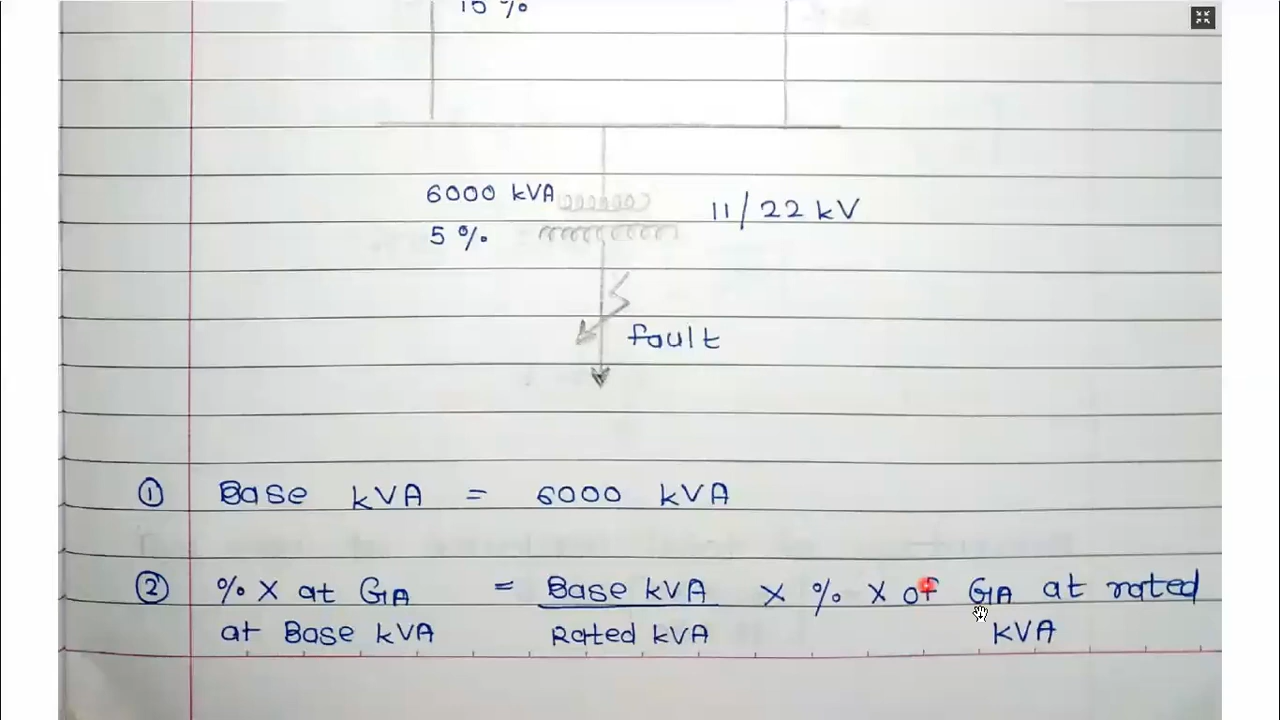 15 %
6000 kVA
11/22 kV
5 %
fault
① Base kVA = 6000 kVA
② % X at GA = Base kVA × % X of GA at rated
at Base kVA Rated kVA kVA